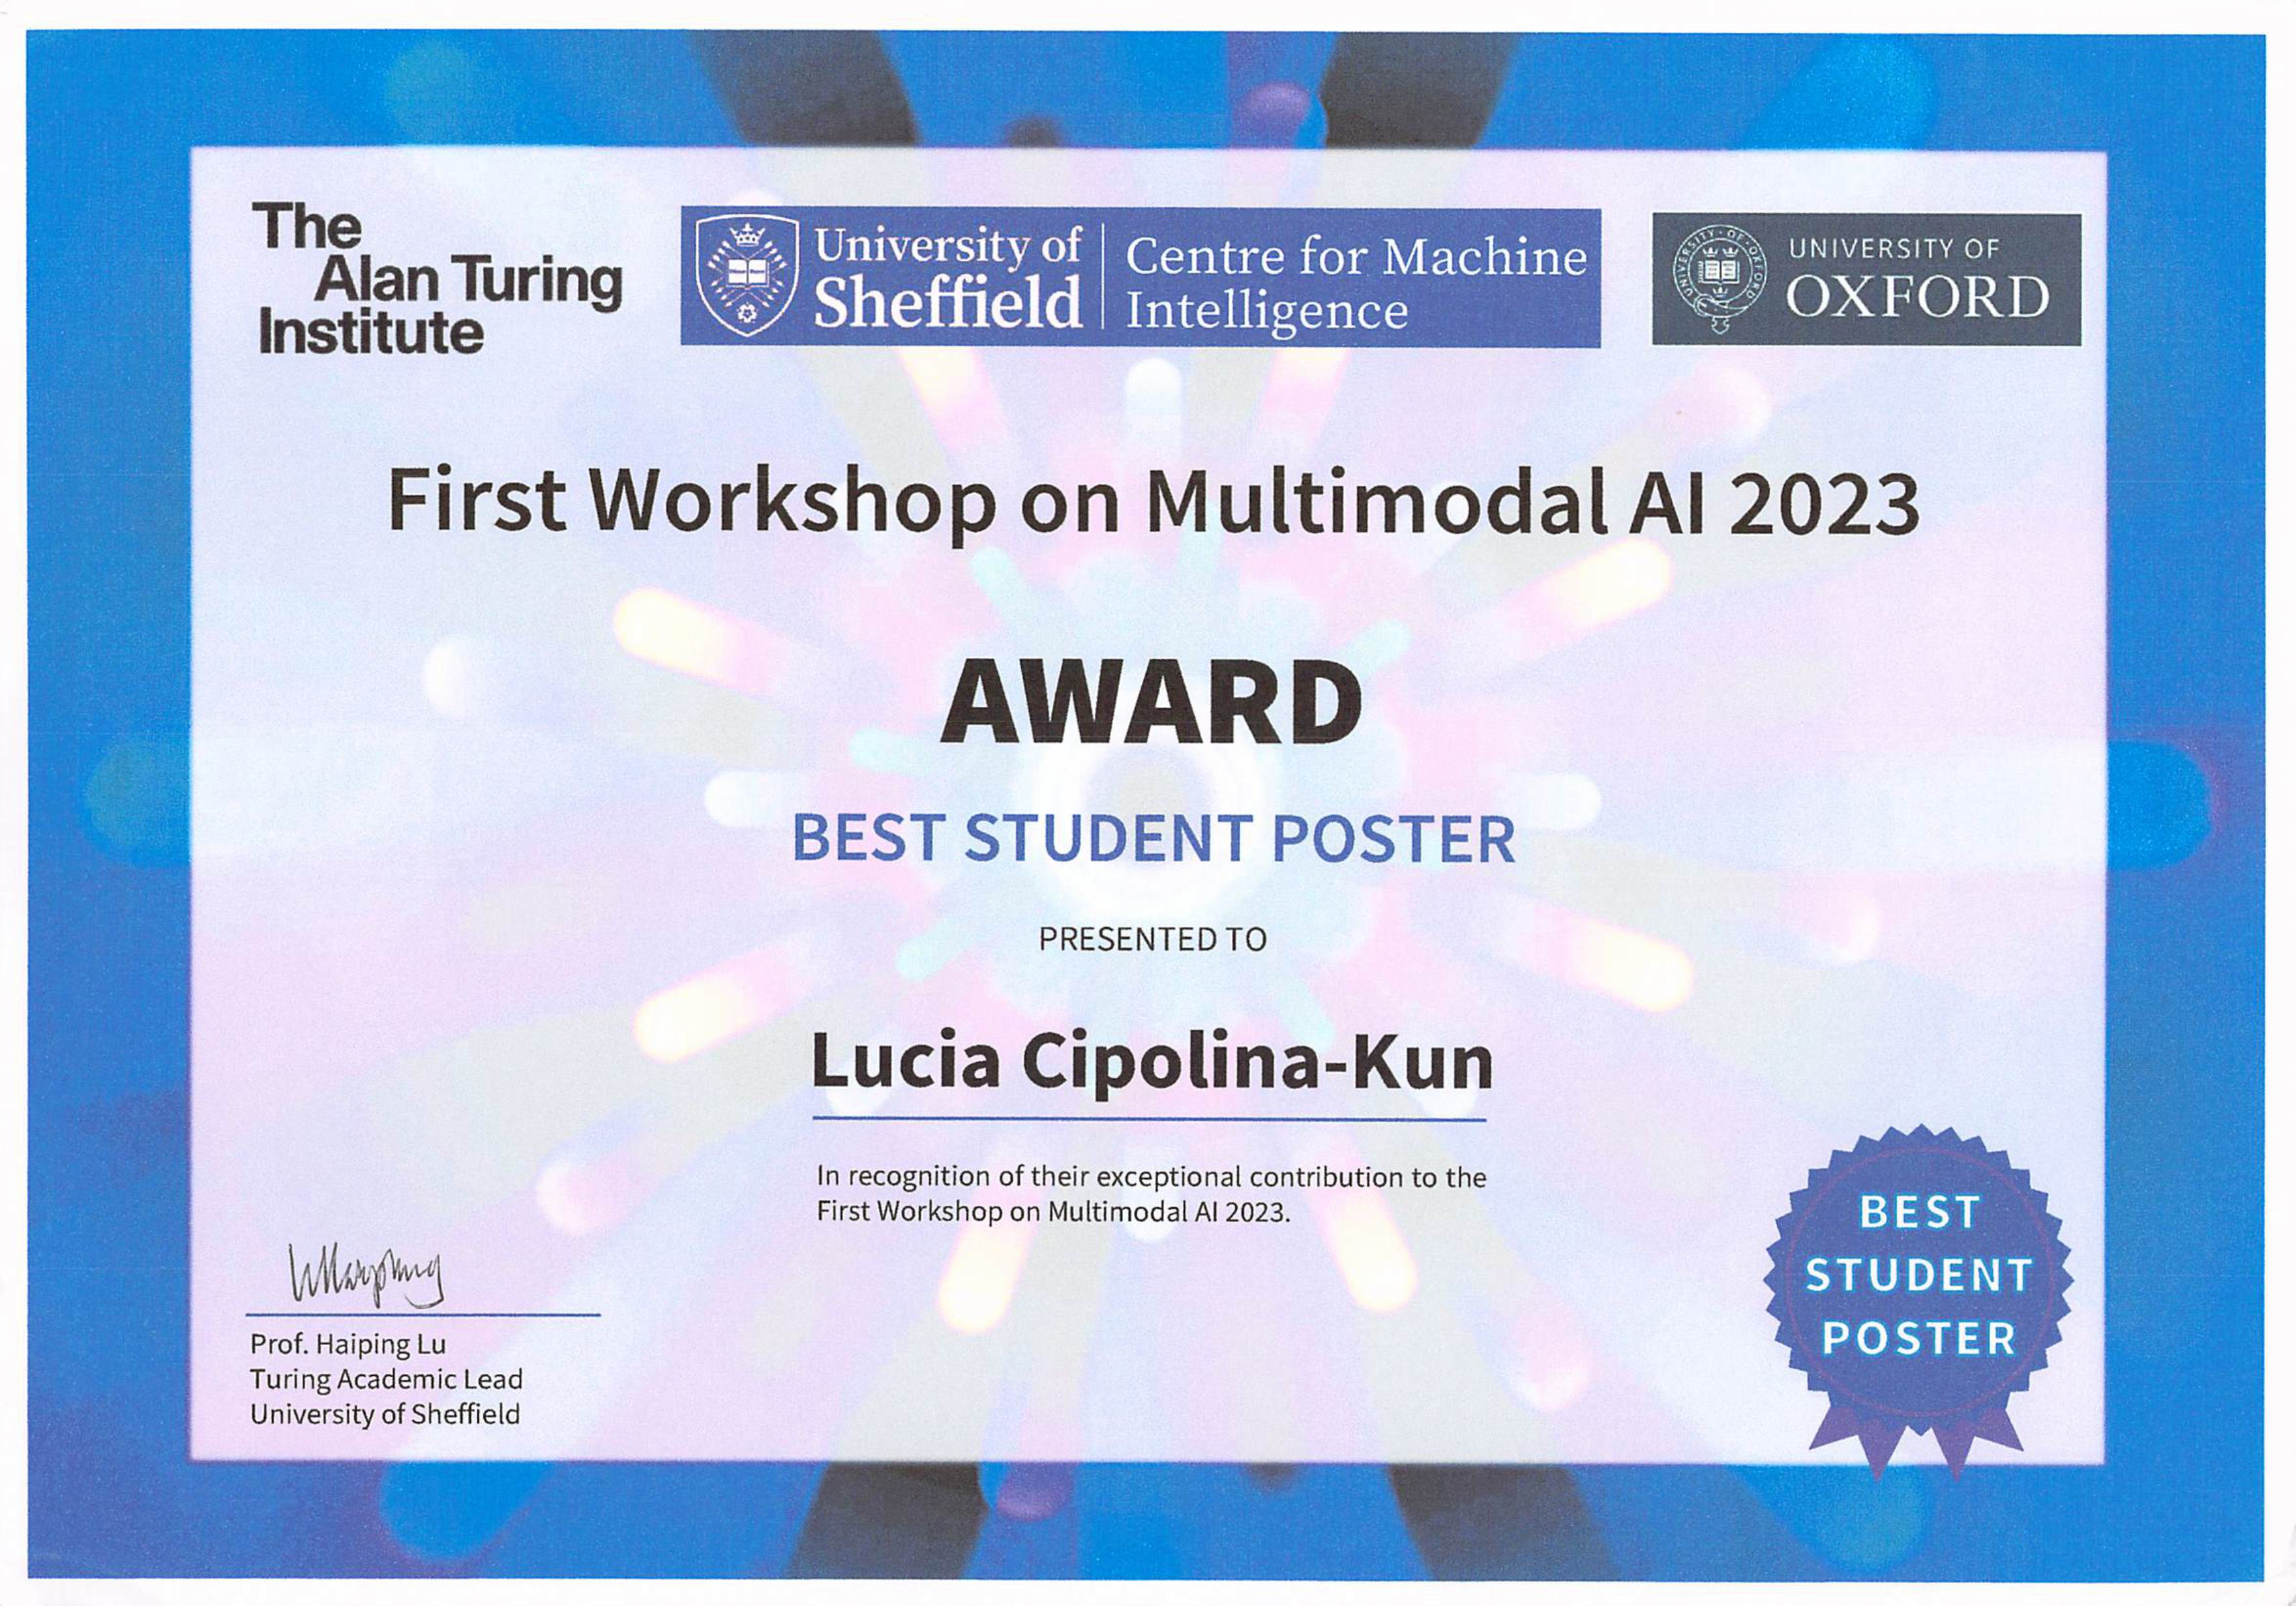 The
Alan Turing
Institute
University of
Sheffield
Centre for Machine
Intelligence
UNIVERSITY OF
OXFORD
First Workshop on Multimodal AI 2023
AWARD
BEST STUDENT POSTER
PRESENTED TO
Lucia Cipolina-Kun
In recognition of their exceptional contribution to the
First Workshop on Multimodal AI 2023.
Prof. Haiping Lu
Turing Academic Lead
University of Sheffield
BEST
STUDENT
POSTER